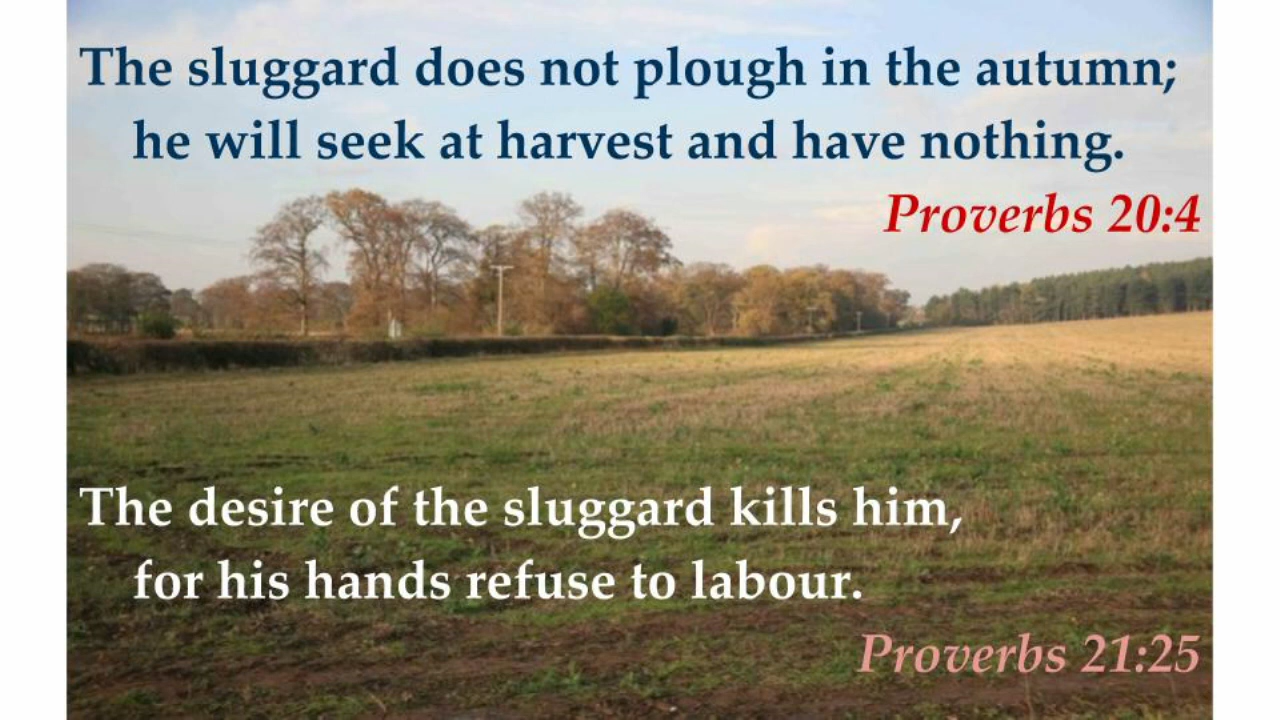 The sluggard does not plough in the autumn;
he will seek at harvest and have nothing.
Proverbs 20:4
The desire of the sluggard kills him,
for his hands refuse to labour.
Proverbs 21:25